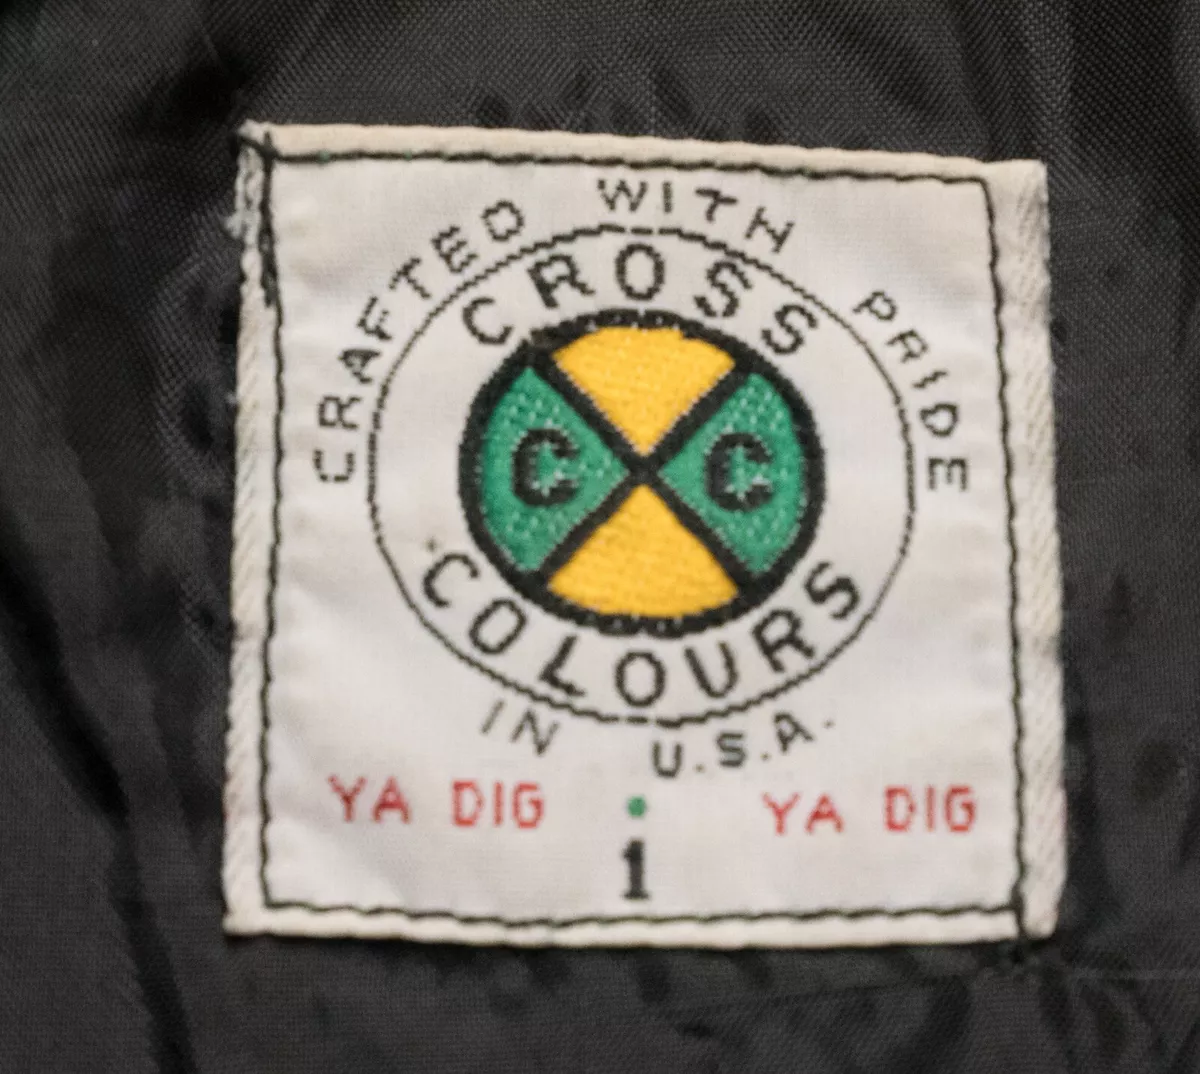 CRAFTED WITH PRIDE
CROSS
C C
COLOURS
IN U.S.A.
YA DIG • YA DIG
1